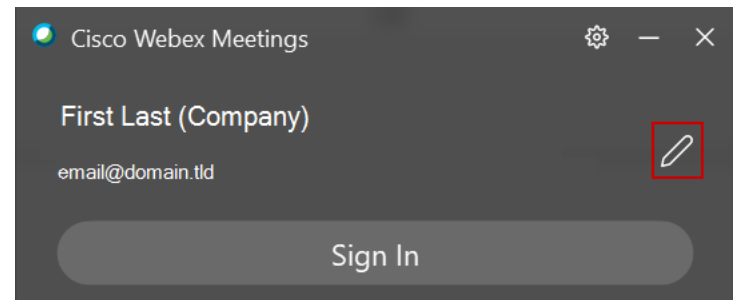 Cisco Webex Meetings
First Last (Company)
email@domain.tld
Sign In